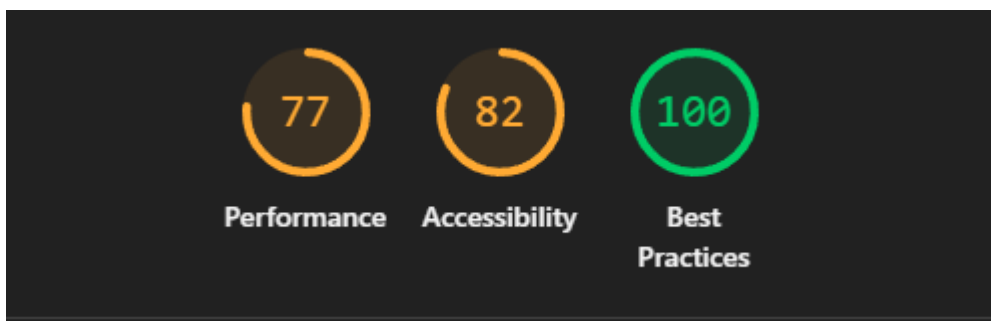 77
82
100
Performance
Accessibility
Best
Practices